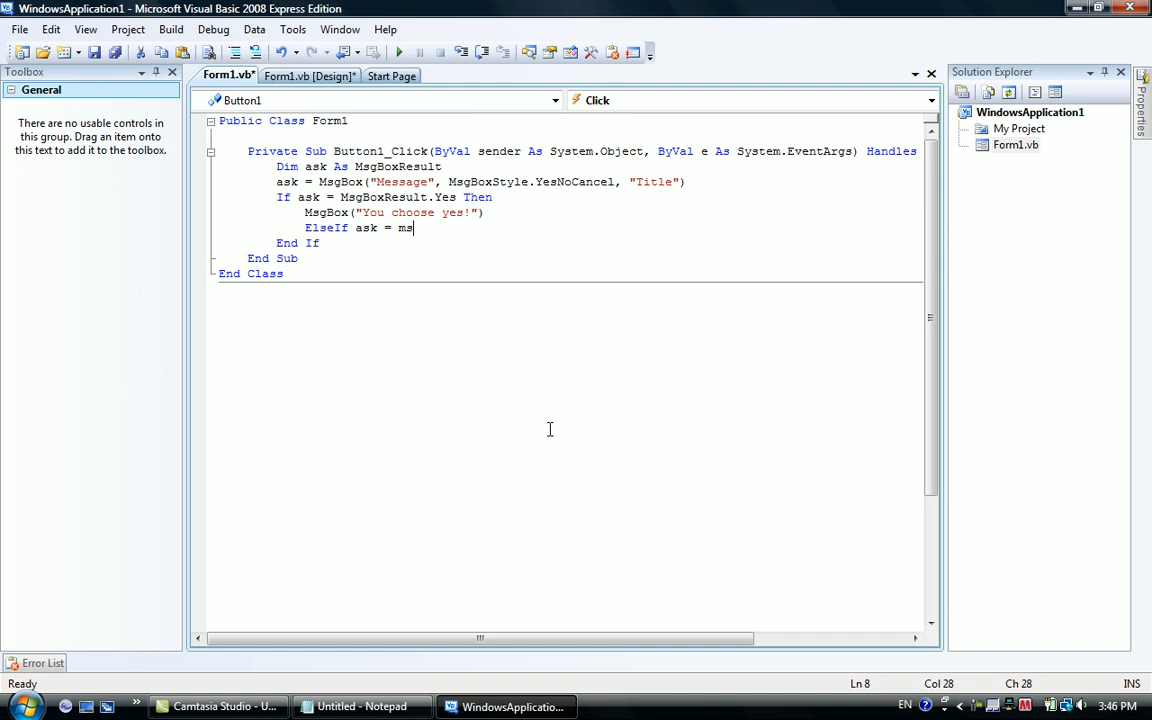 WindowsApplication1 - Microsoft Visual Basic 2008 Express Edition
File Edit View Project Build Debug Data Tools Window Help
Toolbox
General
There are no usable controls in
this group. Drag an item onto
this text to add it to the toolbox.
Form1.vb* Form1.vb [Design]* Start Page
Button1 Click
Public Class Form1
Private Sub Button1_Click(ByVal sender As System.Object, ByVal e As System.EventArgs) Handles
Dim ask As MsgBoxResult
ask = MsgBox("Message", MsgBoxStyle.YesNoCancel, "Title")
If ask = MsgBoxResult.Yes Then
MsgBox("You choose yes!")
ElseIf ask = ms
End If
End Sub
End Class
Solution Explorer
WindowsApplication1
My Project
Form1.vb
Properties
Error List
Ready Ln 8 Col 28 Ch 28 INS
Camtasia Studio - U... Untitled - Notepad WindowsApplicatio... EN 3:46 PM